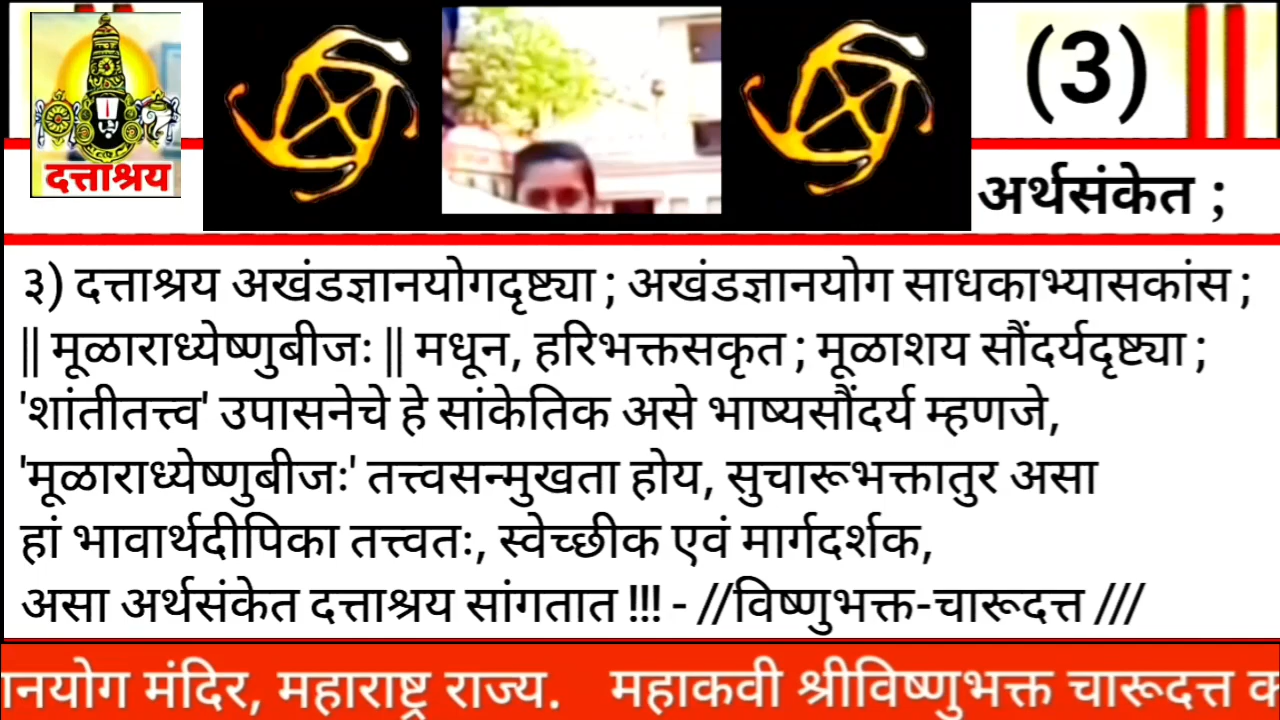 दत्ताश्रय
(3)
अर्थसंकेत ;
३) दत्ताश्रय अखंडज्ञानयोगदृष्ट्या ; अखंडज्ञानयोग साधकाभ्यासकांस ;
|| मूळाराध्येष्णुबीजः || मधून, हरिभक्तसकृत ; मूळाशय सौंदर्यदृष्ट्या ;
'शांतीतत्त्व' उपासनेचे हे सांकेतिक असे भाष्यसौंदर्य म्हणजे,
'मूळाराध्येष्णुबीजः' तत्त्वसन्मुखता होय, सुचारूभक्तातुर असा
हां भावार्थदीपिका तत्त्वतः, स्वेच्छीक एवं मार्गदर्शक,
असा अर्थसंकेत दत्ताश्रय सांगतात !!! - //विष्णुभक्त-चारूदत्त ///
नयोग मंदिर, महाराष्ट्र राज्य. महाकवी श्रीविष्णुभक्त चारूदत्त